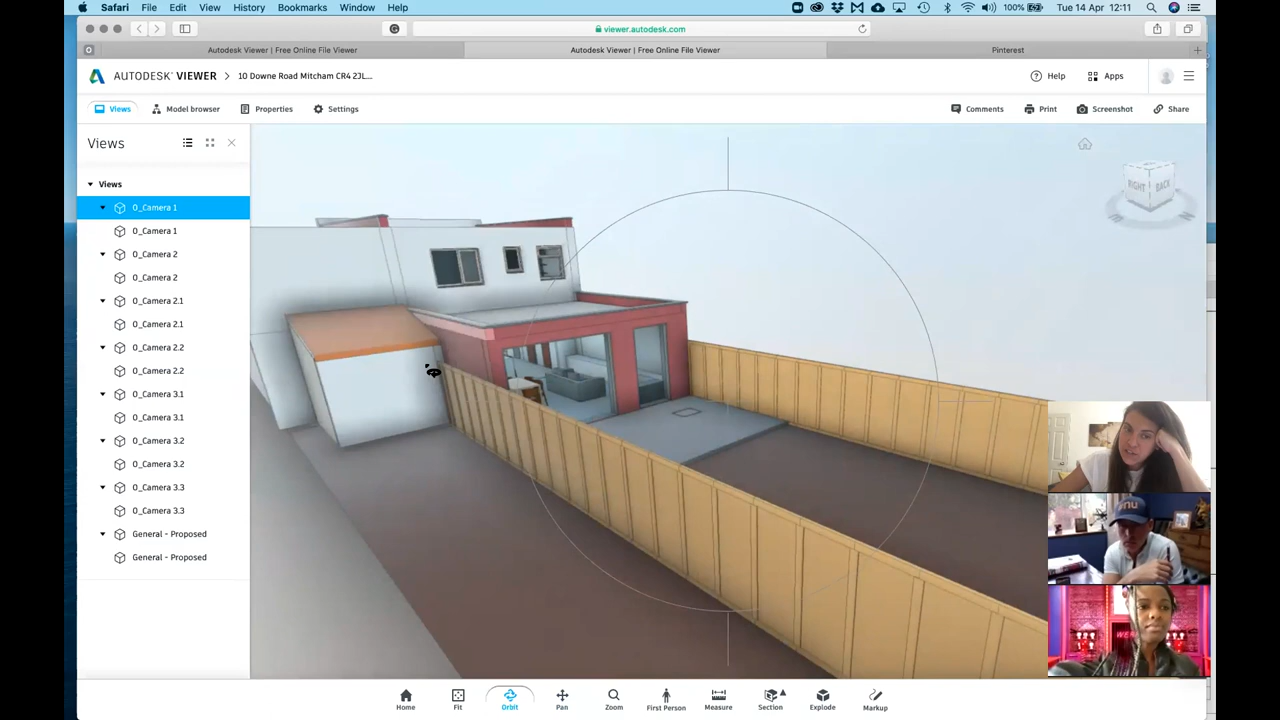 Safari File Edit View History Bookmarks Window Help 100% Tue 14 Apr 12:11
viewer.autodesk.com
Autodesk Viewer | Free Online File Viewer Autodesk Viewer | Free Online File Viewer Pinterest
AUTODESK® VIEWER > 10 Downe Road Mitcham CR4 2JL... Help Apps
Views Model browser Properties Settings Comments Print Screenshot Share
Views
Views
0_Camera 1
0_Camera 1
0_Camera 2
0_Camera 2
0_Camera 2.1
0_Camera 2.1
0_Camera 2.2
0_Camera 2.2
0_Camera 3.1
0_Camera 3.1
0_Camera 3.2
0_Camera 3.2
0_Camera 3.3
0_Camera 3.3
General - Proposed
General - Proposed
RIGHT BACK
Home Fit Orbit Pan Zoom First Person Measure Section Explode Markup